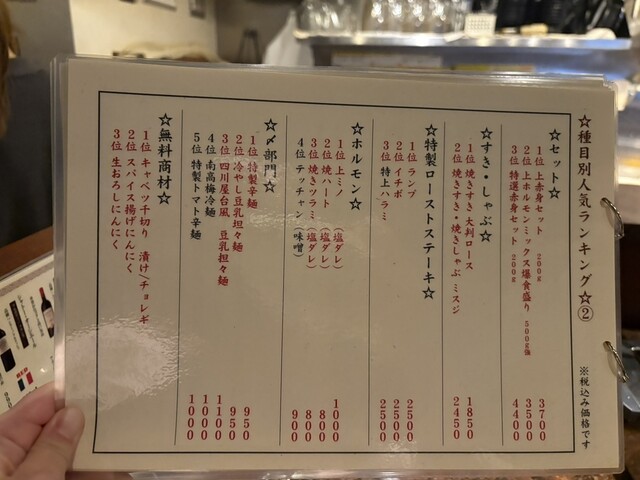 ☆種目別人気ランキング☆②
※税込み価格です
☆セット☆
1位 上赤身セット 200g 3700
2位 上ホルモンミックス爆食盛り 500g強 3500
3位 特選赤身セット 200g 4400
☆すき・しゃぶ☆
1位 焼きすき 大判ロース 1850
2位 焼きすき・焼きしゃぶ ミスジ 2450
☆特製ローストステーキ☆
1位 ランプ 2500
2位 イチボ 2500
3位 特上ハラミ 2500
☆ホルモン☆
1位 上ミノ (塩ダレ) 1000
2位 焼ハート (塩ダレ) 800
3位 焼きツラミ (塩ダレ) 800
4位 テッチャン (味噌) 900
☆〆部門☆
1位 特製辛麺 950
2位 冷やし豆乳坦々麺 950
3位 四川屋台風 豆乳坦々麺 1100
4位 南高梅冷麺 1000
5位 特製トマト辛麺 1000
☆無料商材☆
1位 キャベツ千切り 漬け/チョレギ
2位 スパイス揚げにんにく
3位 生おろしにんにく